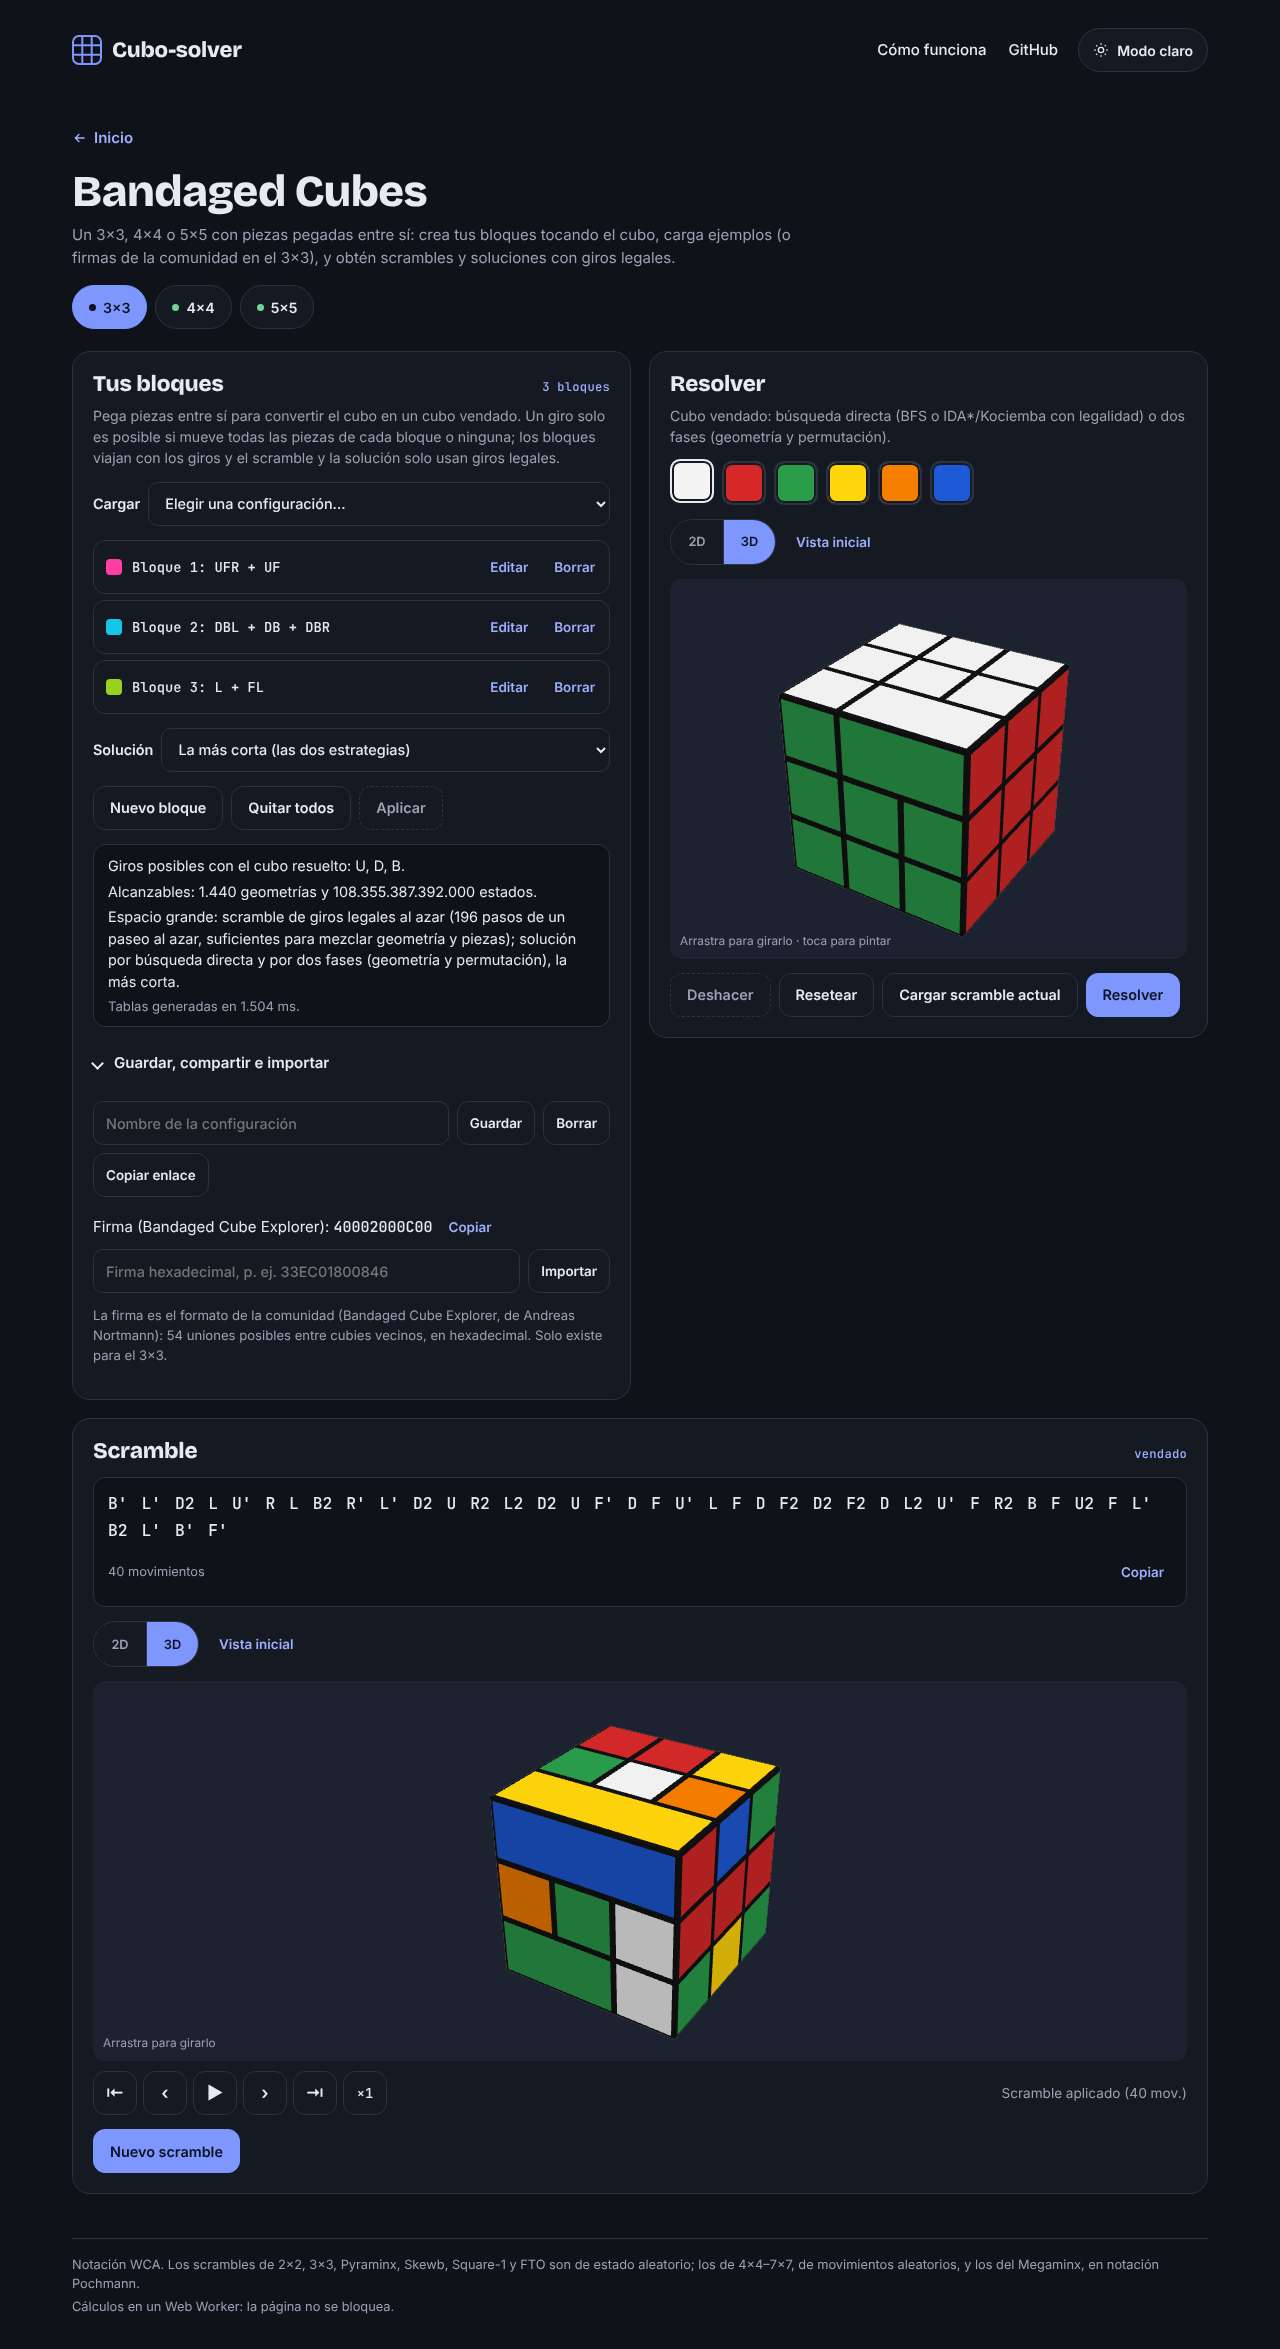 Cubo-solver
Cómo funciona
GitHub
Modo claro
← Inicio
Bandaged Cubes
Un 3×3, 4×4 o 5×5 con piezas pegadas entre sí: crea tus bloques tocando el cubo, carga ejemplos (o
firmas de la comunidad en el 3×3), y obtén scrambles y soluciones con giros legales.
3×3
4×4
5×5
Tus bloques
3 bloques
Pega piezas entre sí para convertir el cubo en un cubo vendado. Un giro solo
es posible si mueve todas las piezas de cada bloque o ninguna; los bloques
viajan con los giros y el scramble y la solución solo usan giros legales.
Cargar
Elegir una configuración...
Bloque 1: UFR + UF
Editar
Borrar
Bloque 2: DBL + DB + DBR
Editar
Borrar
Bloque 3: L + FL
Editar
Borrar
Solución
La más corta (las dos estrategias)
Nuevo bloque
Quitar todos
Aplicar
Giros posibles con el cubo resuelto: U, D, B.
Alcanzables: 1.440 geometrías y 108.355.387.392.000 estados.
Espacio grande: scramble de giros legales al azar (196 pasos de un
paseo al azar, suficientes para mezclar geometría y piezas); solución
por búsqueda directa y por dos fases (geometría y permutación), la
más corta.
Tablas generadas en 1.504 ms.
Guardar, compartir e importar
Nombre de la configuración
Guardar
Borrar
Copiar enlace
Firma (Bandaged Cube Explorer): 40002000C00
Copiar
Firma hexadecimal, p. ej. 33EC01800846
Importar
La firma es el formato de la comunidad (Bandaged Cube Explorer, de Andreas
Nortmann): 54 uniones posibles entre cubies vecinos, en hexadecimal. Solo existe
para el 3×3.
Resolver
Cubo vendado: búsqueda directa (BFS o IDA*/Kociemba con legalidad) o dos
fases (geometría y permutación).
2D
3D
Vista inicial
Arrastra para girarlo · toca para pintar
Deshacer
Resetear
Cargar scramble actual
Resolver
Scramble
vendado
B' L' D2 L U' R L B2 R' L' D2 U R2 L2 D2 U F' D F U' L F D F2 D2 F2 D L2 U' F R2 B F U2 F L'
B2 L' B' F'
40 movimientos
Copiar
2D
3D
Vista inicial
Arrastra para girarlo
×1
Scramble aplicado (40 mov.)
Nuevo scramble
Notación WCA. Los scrambles de 2×2, 3×3, Pyraminx, Skewb, Square-1 y FTO son de estado aleatorio; los de 4×4–7×7, de movimientos aleatorios, y los del Megaminx, en notación
Pochmann.
Cálculos en un Web Worker: la página no se bloquea.